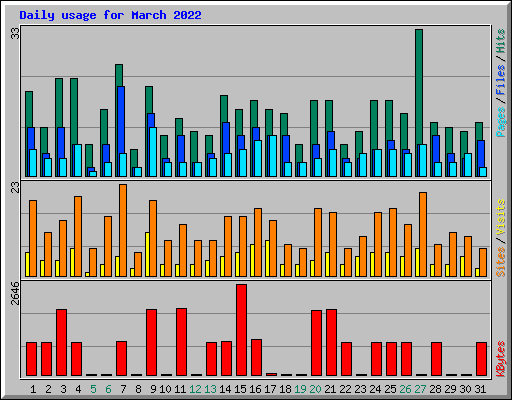 Daily usage for March 2022
33
Pages / Files / Hits
23
Sites / Visits
2646
KBytes
1 2 3 4 5 6 7 8 9 10 11 12 13 14 15 16 17 18 19 20 21 22 23 24 25 26 27 28 29 30 31